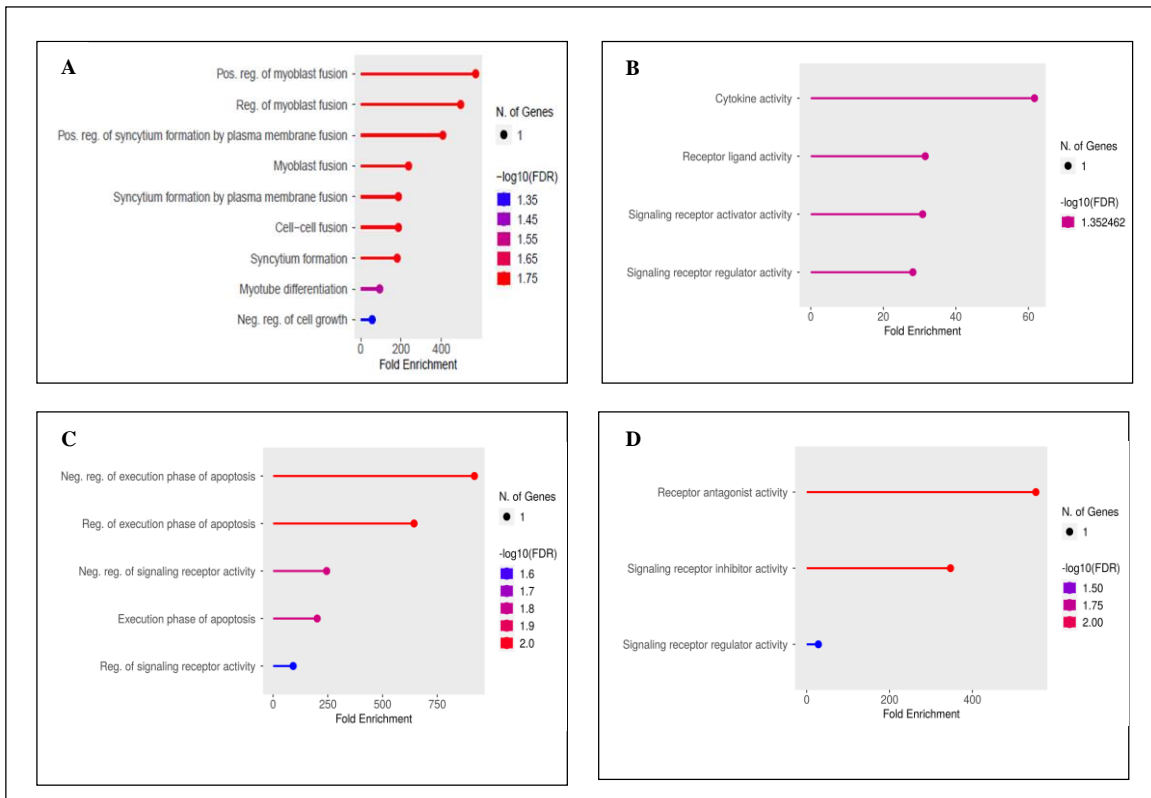 A
Pos. reg. of myoblast fusion
Reg. of myoblast fusion
Pos. reg. of syncytium formation by plasma membrane fusion
Myoblast fusion
Syncytium formation by plasma membrane fusion
Cell-cell fusion
Syncytium formation
Myotube differentiation
Neg. reg. of cell growth
0 200 400
Fold Enrichment
N. of Genes
1
-log10(FDR)
1.35
1.45
1.55
1.65
1.75
B
Cytokine activity
Receptor ligand activity
Signaling receptor activator activity
Signaling receptor regulator activity
0 20 40 60
Fold Enrichment
N. of Genes
1
-log10(FDR)
1.352462
C
Neg. reg. of execution phase of apoptosis
Reg. of execution phase of apoptosis
Neg. reg. of signaling receptor activity
Execution phase of apoptosis
Reg. of signaling receptor activity
0 250 500 750
Fold Enrichment
N. of Genes
1
-log10(FDR)
1.6
1.7
1.8
1.9
2.0
D
Receptor antagonist activity
Signaling receptor inhibitor activity
Signaling receptor regulator activity
0 200 400
Fold Enrichment
N. of Genes
1
-log10(FDR)
1.50
1.75
2.00